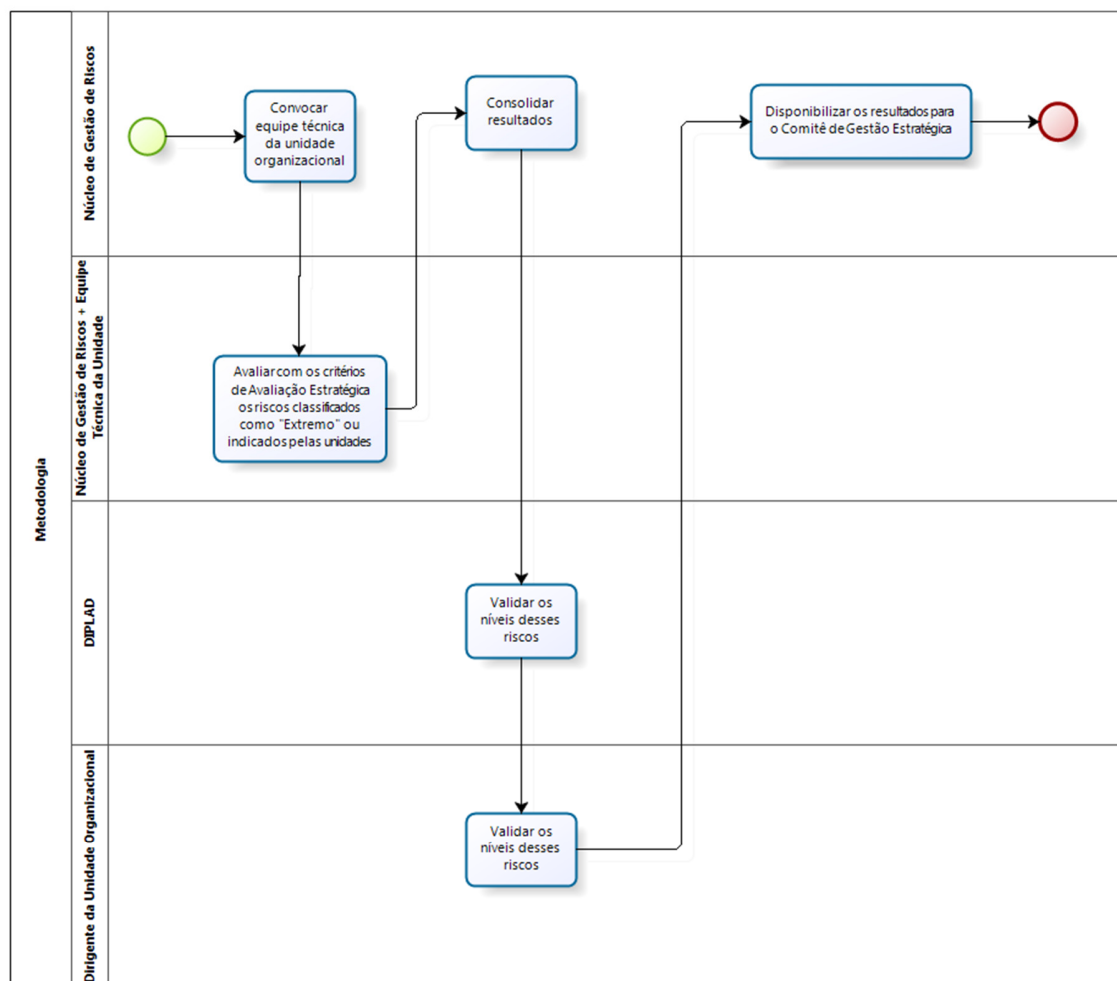 Metodologia
Núcleo de Gestão de Riscos
Convocar
equipe técnica
da unidade
organizacional
Consolidar
resultados
Disponibilizar os resultados para
o Comitê de Gestão Estratégica
Núcleo de Gestão de Riscos + Equipe
Técnica da Unidade
Avaliar com os critérios
de Avaliação Estratégica
os riscos classificados
como "Extremo" ou
indicados pelas unidades
DIPLAD
Validar os
níveis desses
riscos
Dirigente da Unidade Organizacional
Validar os
níveis desses
riscos